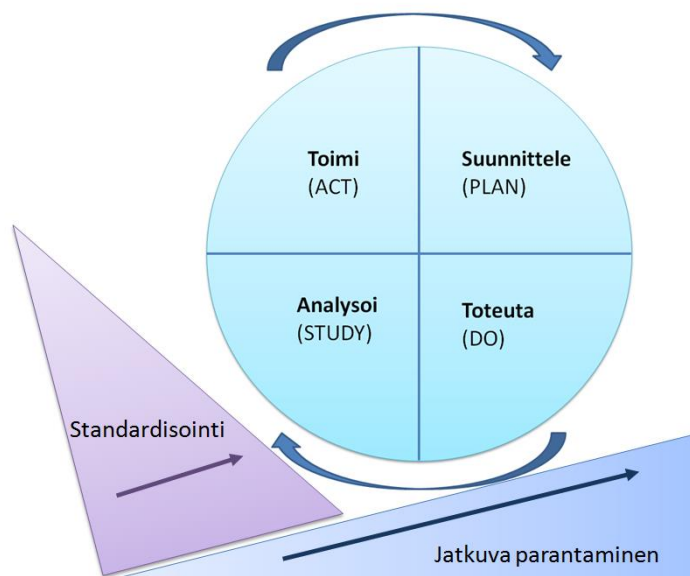 Toimi
(ACT)
Suunnittele
(PLAN)
Analysoi
(STUDY)
Toteuta
(DO)
Standardisointi
Jatkuva parantaminen